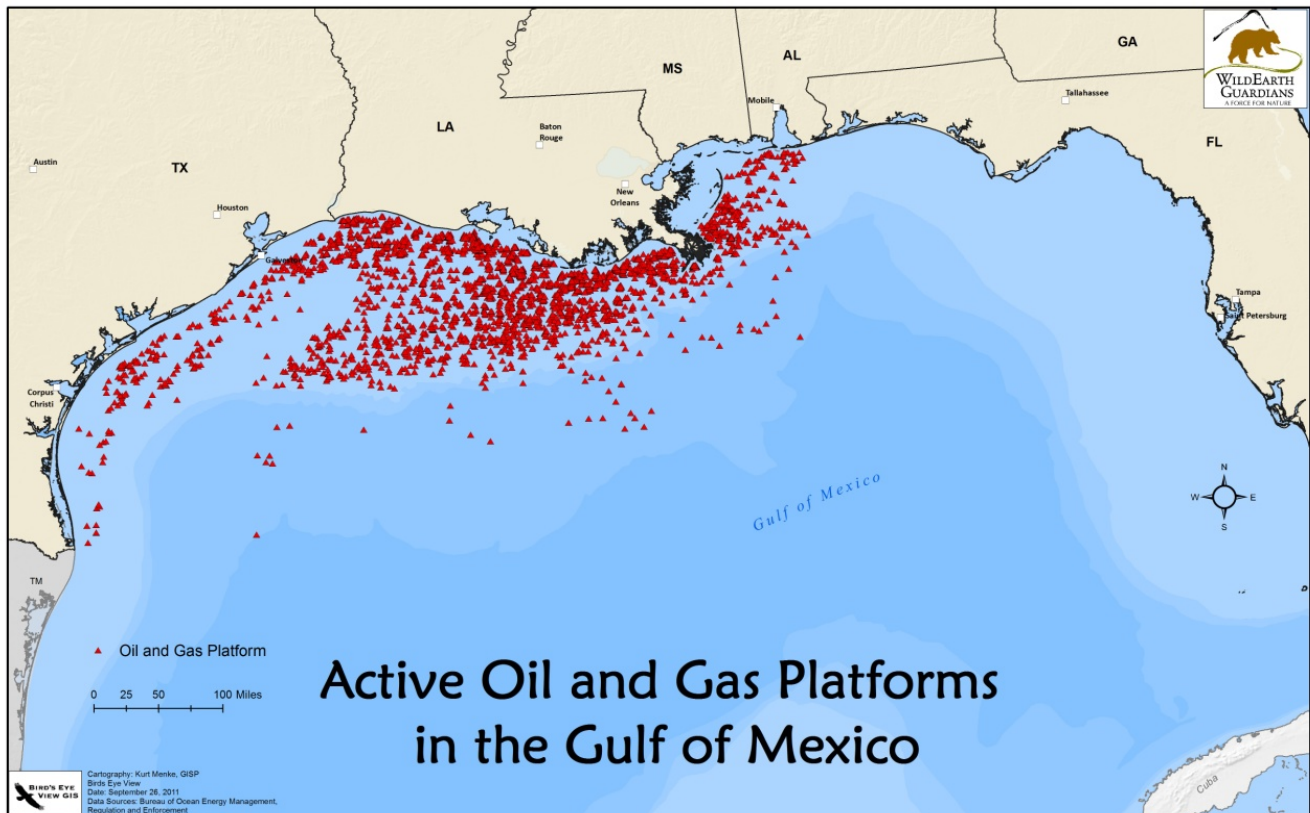 WILDEARTH
GUARDIANS
A FORCE FOR NATURE
GA
AL
MS
Tallahassee
Mobile
LA
Baton
Rouge
FL
Austin
TX
New
Orleans
Houston
Galveston
Tampa
Saint Petersburg
Corpus
Christi
N
W
E
S
Gulf of Mexico
TM
Oil and Gas Platform
0 25 50 100 Miles
Active Oil and Gas Platforms
in the Gulf of Mexico
Cuba
BIRD'S EYE
VIEW GIS
Cartography: Kurt Menke, GISP
Birds Eye View
Date: September 26, 2011
Data Sources: Bureau of Ocean Energy Management,
Regulation and Enforcement